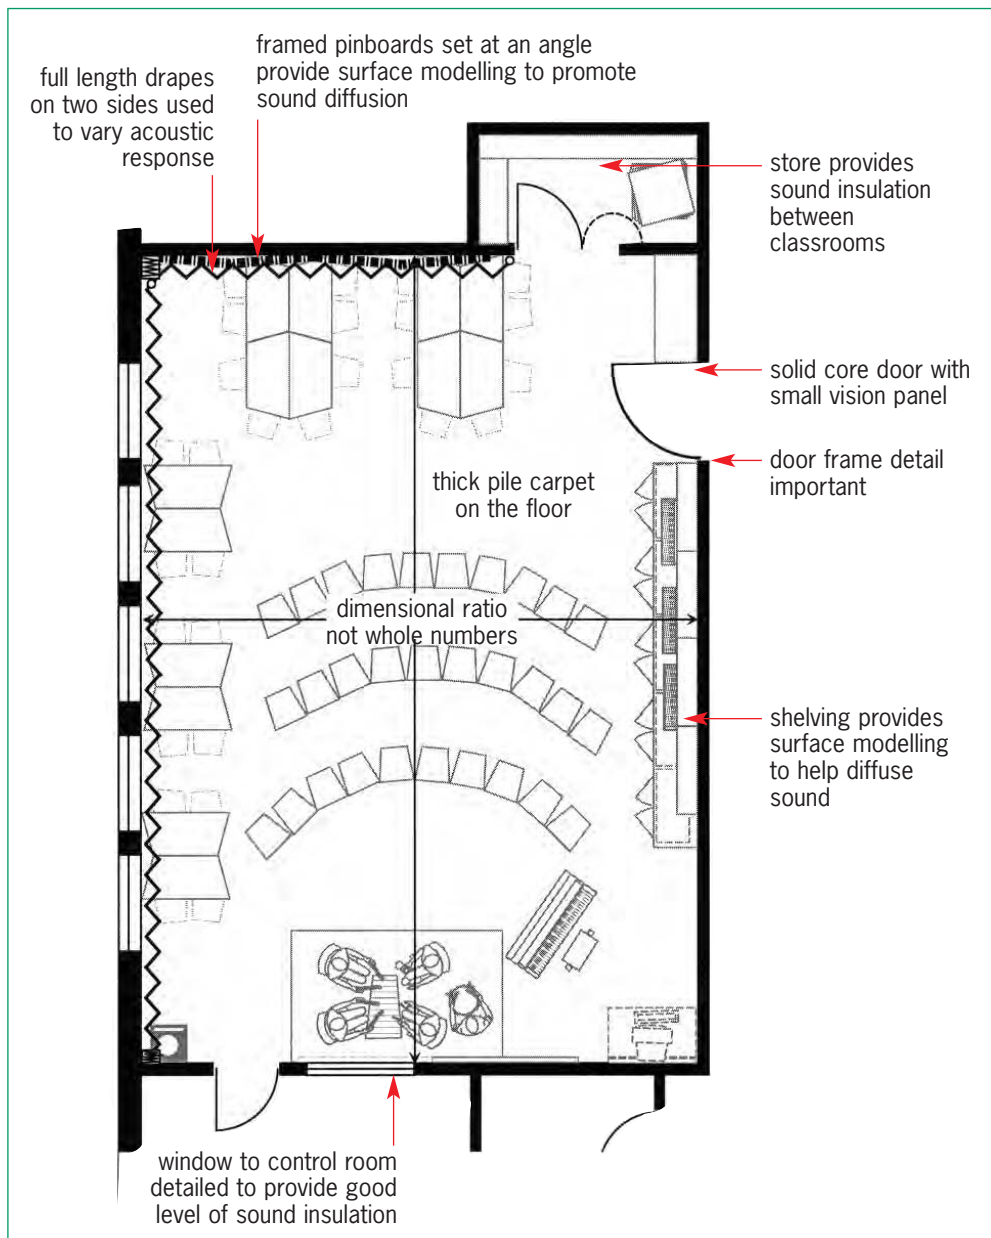 framed pinboards set at an angle
provide surface modelling to promote
sound diffusion
full length drapes
on two sides used
to vary acoustic
response
store provides
sound insulation
between
classrooms
solid core door with
small vision panel
door frame detail
important
thick pile carpet
on the floor
dimensional ratio
not whole numbers
shelving provides
surface modelling
to help diffuse
sound
window to control room
detailed to provide good
level of sound insulation